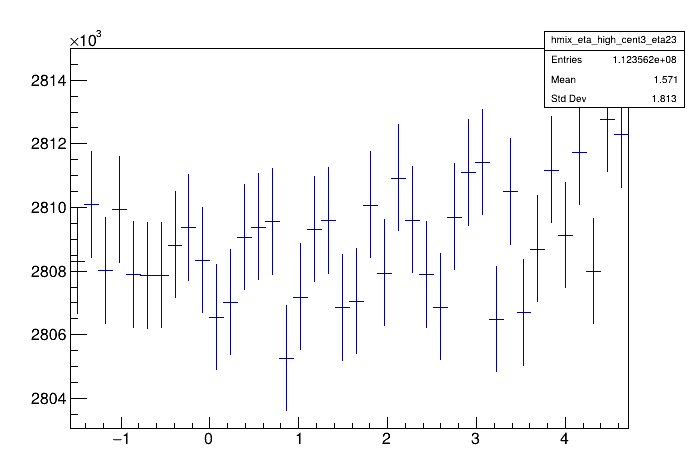 ×10³
hmix_eta_high_cent3_eta23
Entries 1.123562e+08
Mean 1.571
Std Dev 1.813
2814
2812
2810
2808
2806
2804
−1 0 1 2 3 4